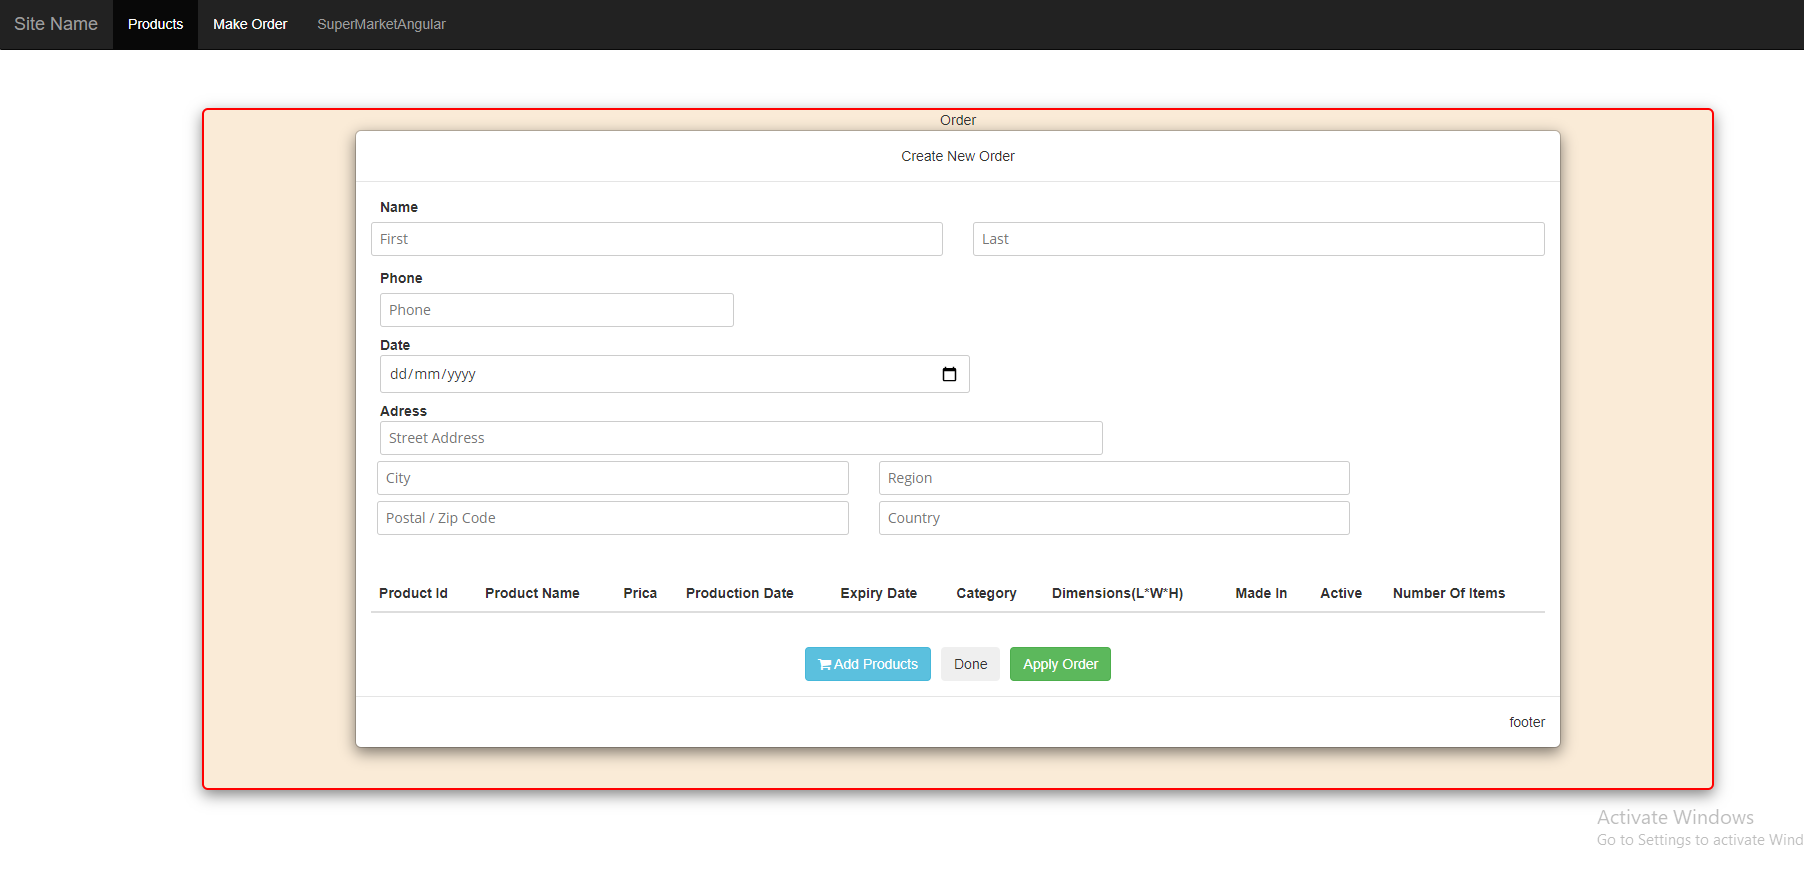 Site Name Products Make Order SuperMarketAngular
Order
Create New Order
Name
First Last
Phone
Phone
Date
dd/mm/yyyy
Adress
Street Address
City Region
Postal / Zip Code Country
Product Id Product Name Prica Production Date Expiry Date Category Dimensions(L*W*H) Made In Active Number Of Items
Add Products Done Apply Order
footer
Activate Windows
Go to Settings to activate Wind